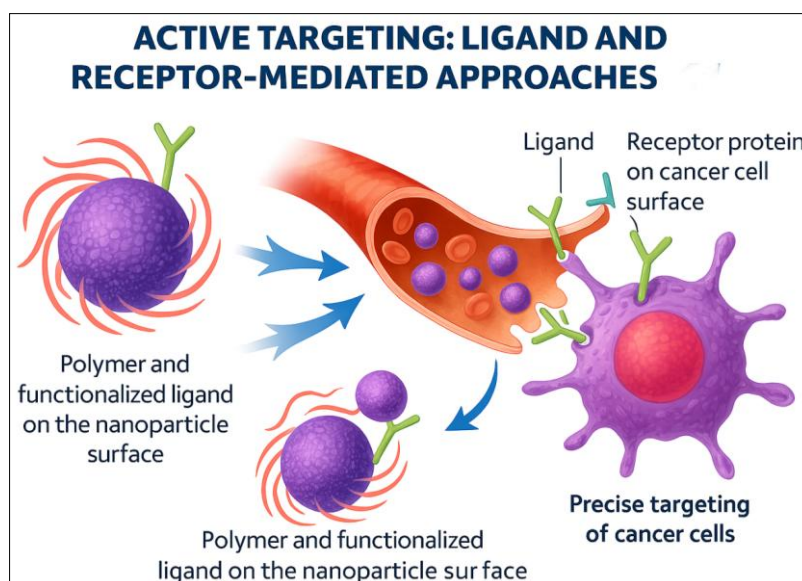 ACTIVE TARGETING: LIGAND AND
RECEPTOR-MEDIATED APPROACHES
Ligand
Receptor protein
on cancer cell
surface
Polymer and
functionalized ligand
on the nanoparticle
surface
Precise targeting
of cancer cells
Polymer and functionalized
ligand on the nanoparticle sur face